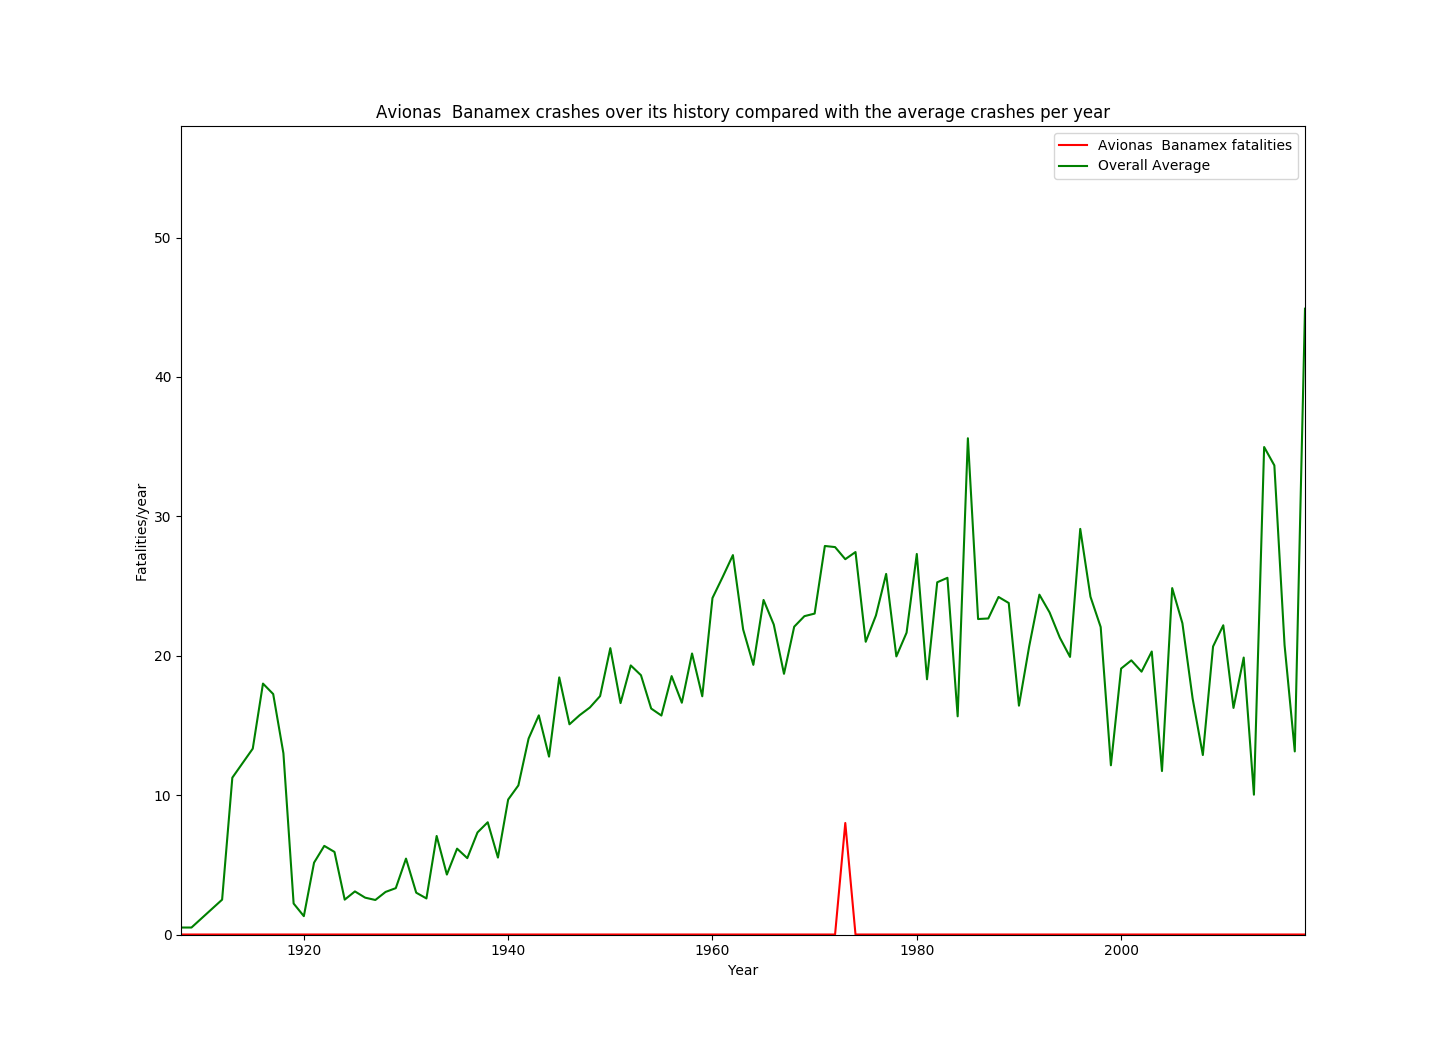 Avionas  Banamex crashes over its history compared with the average crashes per year
Avionas  Banamex fatalities
Overall Average
50
40
30
20
10
0
Fatalities/year
1920 1940 1960 1980 2000
Year